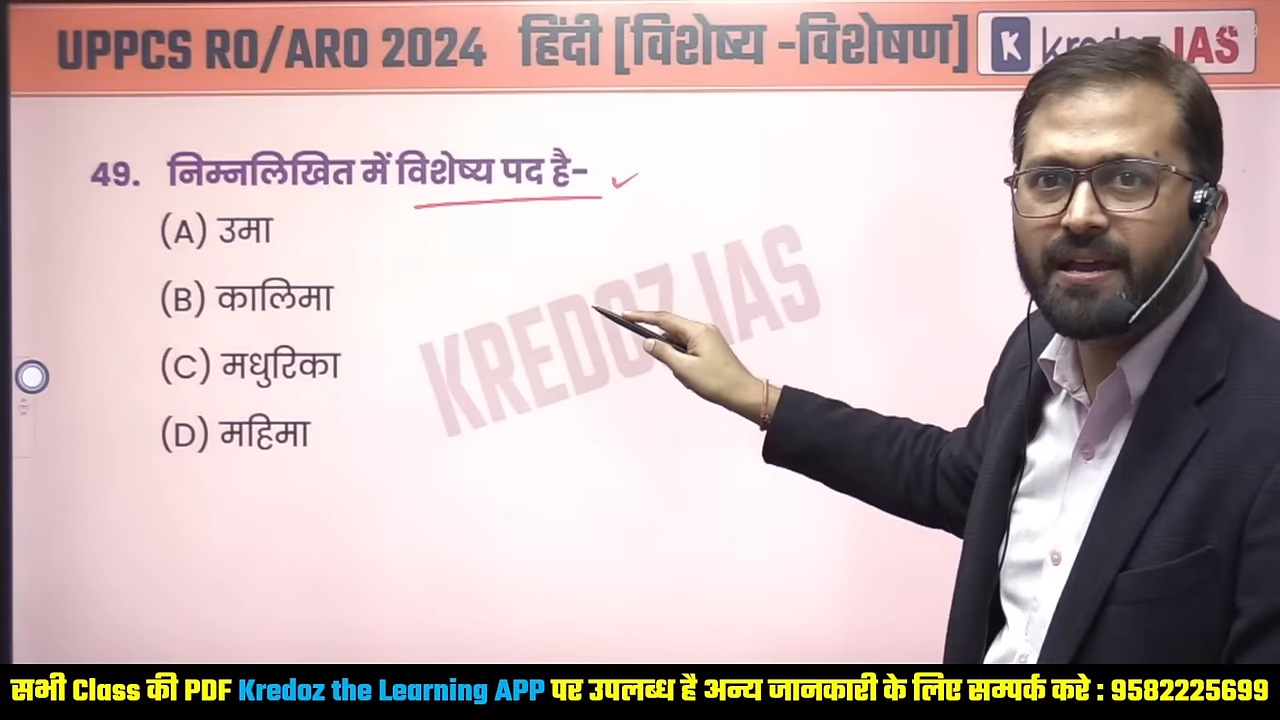 UPPCS RO/ARO 2024 हिंदी [विशेष्य -विशेषण]
K IAS
49. निम्नलिखित में विशेष्य पद है-
(A) उमा
(B) कालिमा
(C) मधुरिका
(D) महिमा
KREDOZ IAS
सभी Class की PDF Kredoz the Learning APP पर उपलब्ध है अन्य जानकारी के लिए सम्पर्क करे : 9582225699